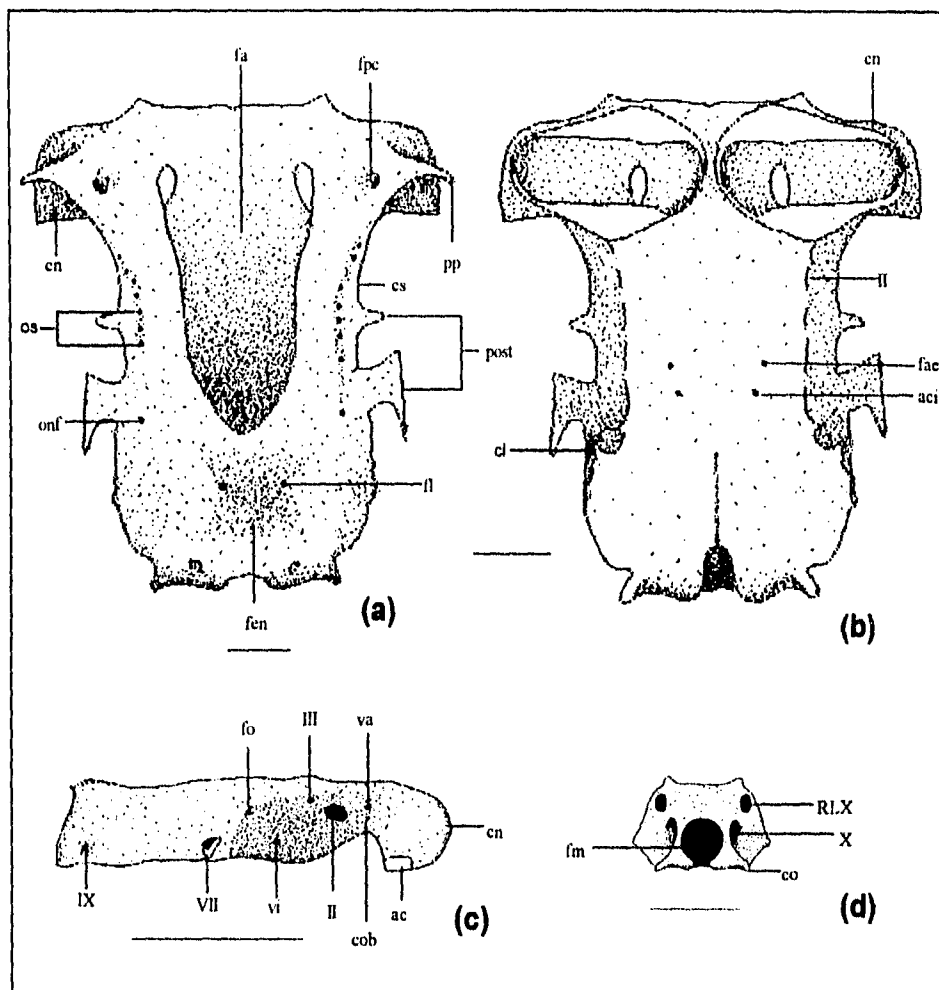 fa
fpc
cn
cn
pp
cs
os
post
onf
fl
fen
(a)
cn
ll
fae
aci
cl
(b)
fo
III
va
cn
IX
VII
vi
II
ac
cob
(c)
RLX
X
fm
co
(d)